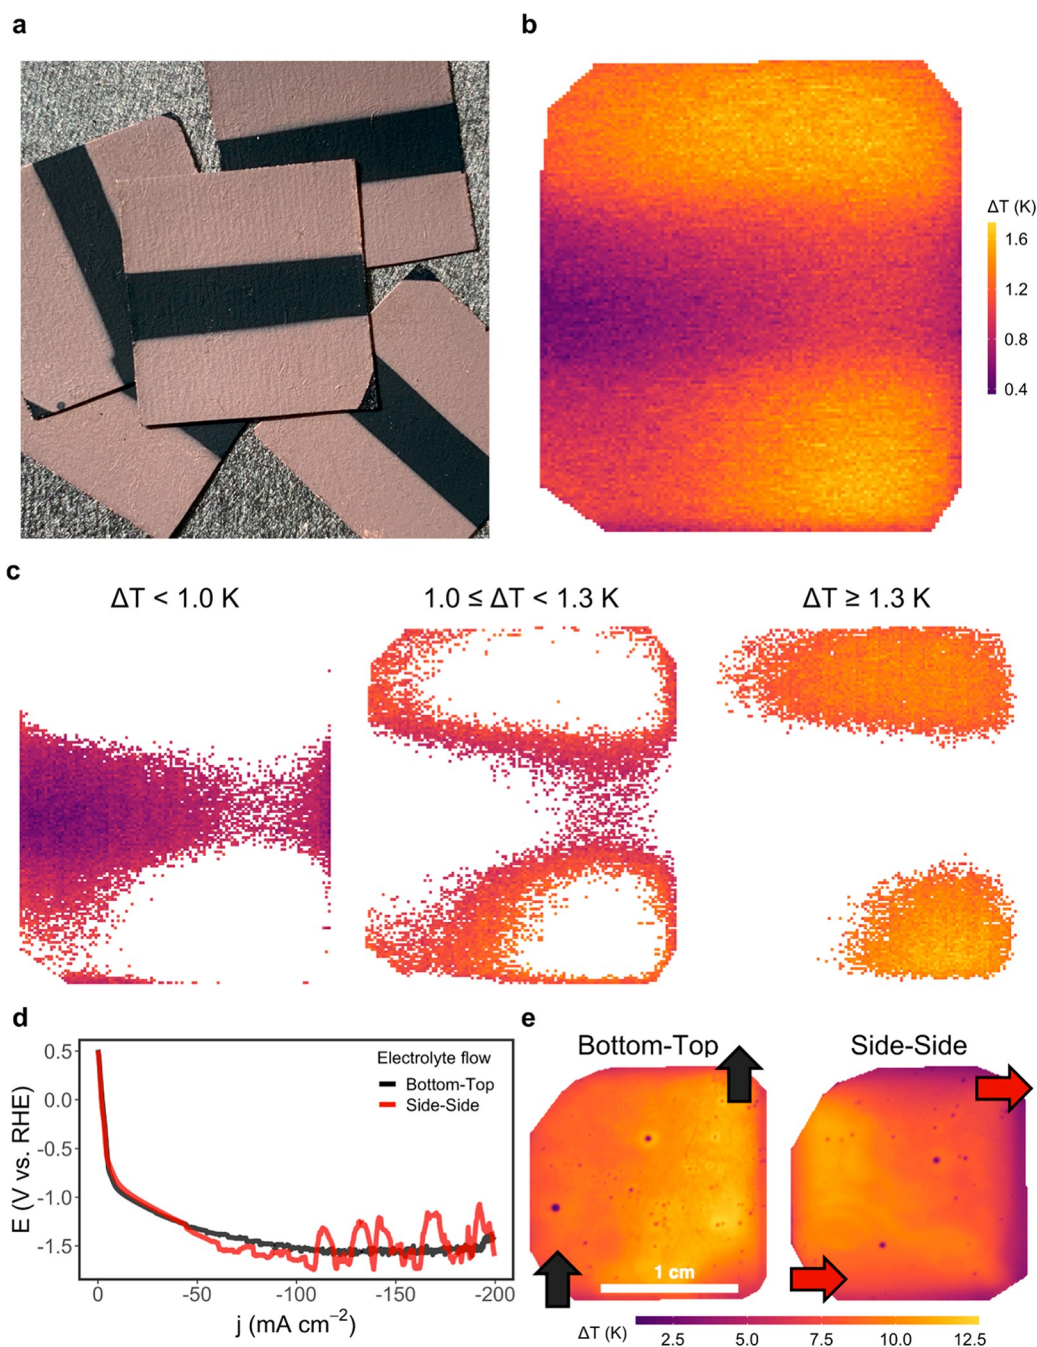 a
b
ΔT (K)
1.6
1.2
0.8
0.4
c
ΔT < 1.0 K
1.0 ≤ ΔT < 1.3 K
ΔT ≥ 1.3 K
d
E (V vs. RHE)
0.5
0.0
-0.5
-1.0
-1.5
Electrolyte flow
Bottom-Top
Side-Side
0
-50
-100
-150
-200
j (mA cm⁻²)
e
Bottom-Top
Side-Side
1 cm
ΔT (K)
2.5
5.0
7.5
10.0
12.5